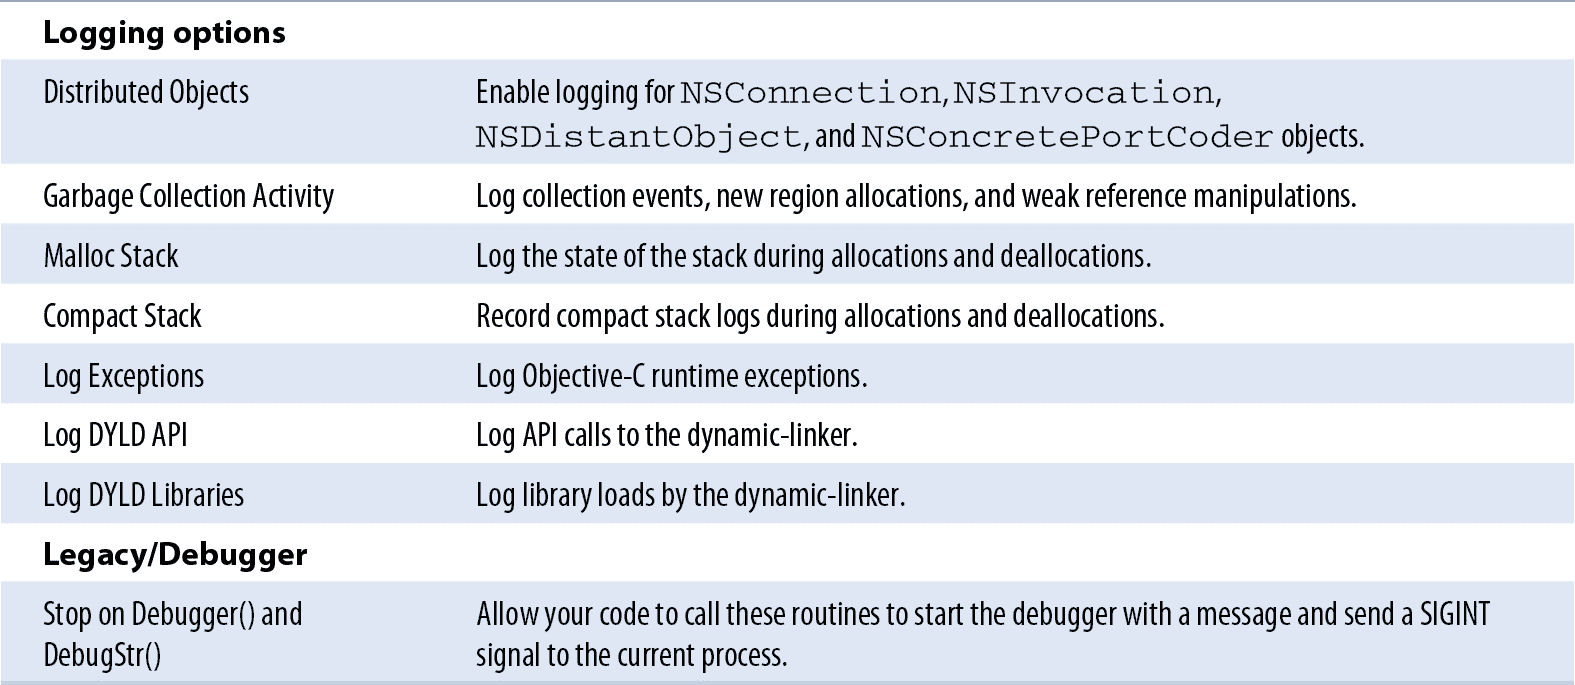 Logging options
Distributed Objects
Enable logging for NSConnection, NSInvocation,
NSDistantObject, and NSConcretePortCoder objects.
Garbage Collection Activity
Log collection events, new region allocations, and weak reference manipulations.
Malloc Stack
Log the state of the stack during allocations and deallocations.
Compact Stack
Record compact stack logs during allocations and deallocations.
Log Exceptions
Log Objective-C runtime exceptions.
Log DYLD API
Log API calls to the dynamic-linker.
Log DYLD Libraries
Log library loads by the dynamic-linker.
Legacy/Debugger
Stop on Debugger() and
DebugStr()
Allow your code to call these routines to start the debugger with a message and send a SIGINT
signal to the current process.